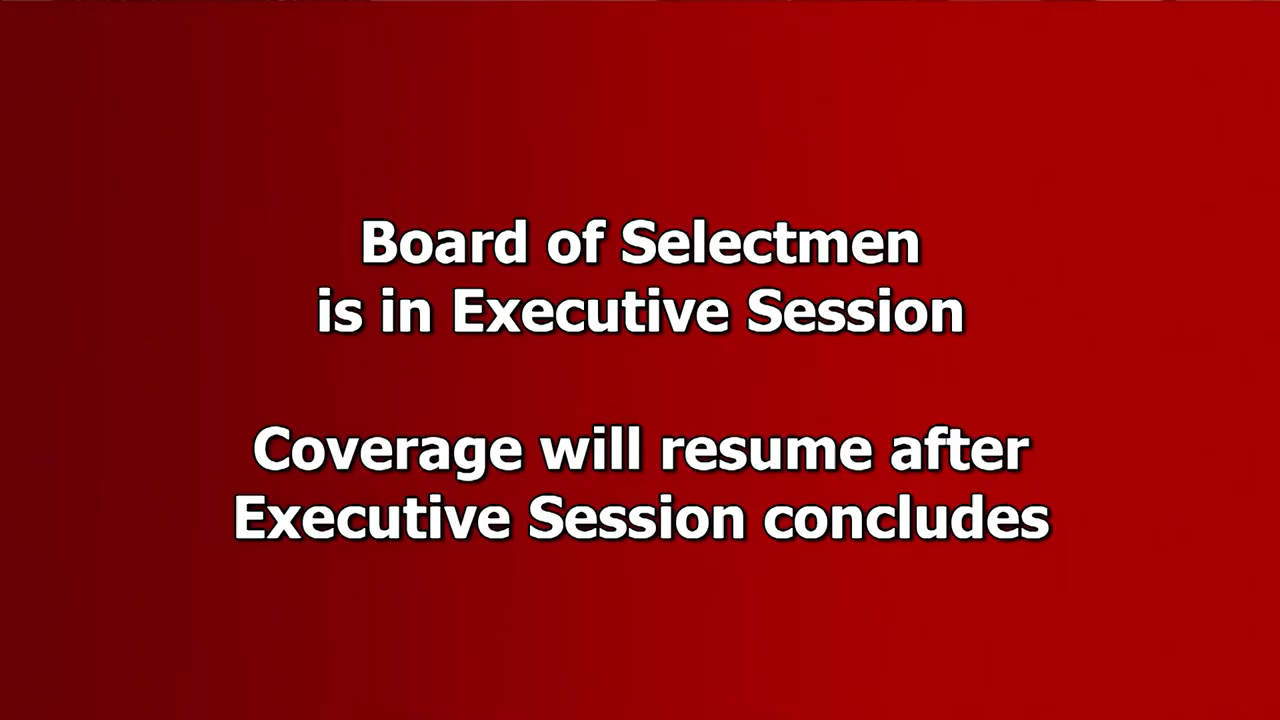 Board of Selectmen
is in Executive Session
Coverage will resume after
Executive Session concludes